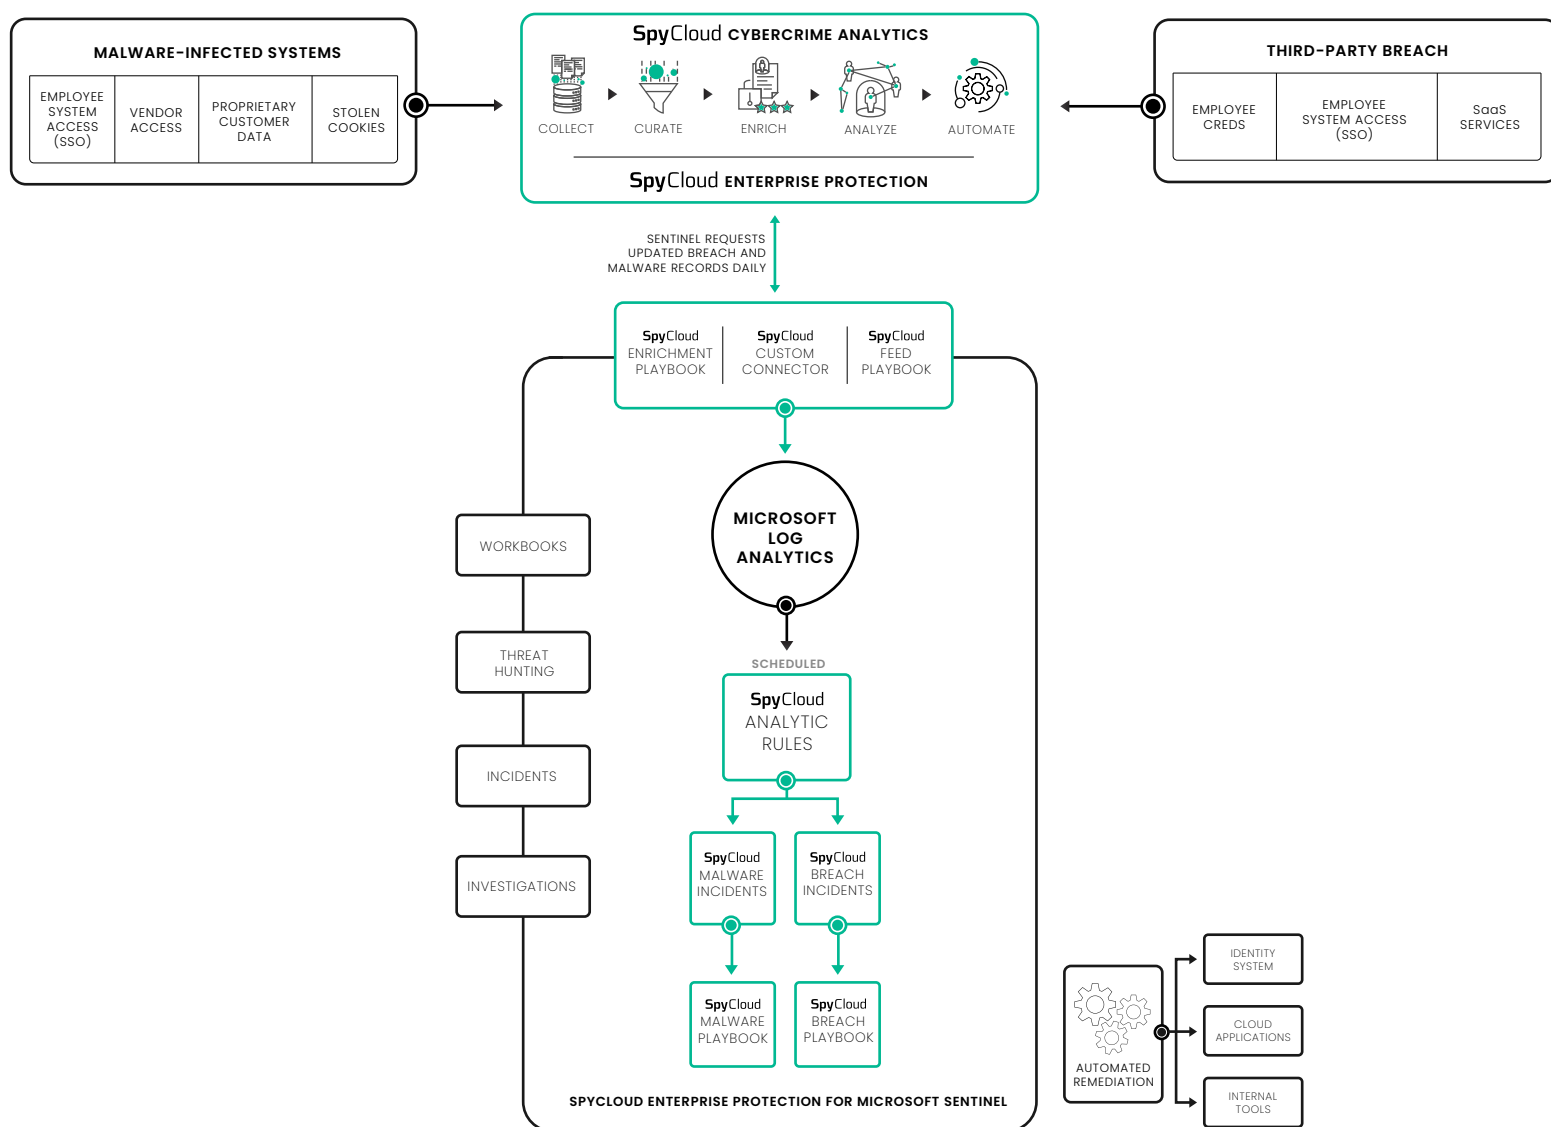 MALWARE-INFECTED SYSTEMS
EMPLOYEE
SYSTEM
ACCESS
(SSO)
VENDOR
ACCESS
PROPRIETARY
CUSTOMER
DATA
STOLEN
COOKIES
SpyCloud CYBERCRIME ANALYTICS
COLLECT
CURATE
ENRICH
ANALYZE
AUTOMATE
SpyCloud ENTERPRISE PROTECTION
THIRD-PARTY BREACH
EMPLOYEE
CREDS
EMPLOYEE
SYSTEM ACCESS
(SSO)
SaaS
SERVICES
SENTINEL REQUESTS
UPDATED BREACH AND
MALWARE RECORDS DAILY
SpyCloud
ENRICHMENT
PLAYBOOK
SpyCloud
CUSTOM
CONNECTOR
SpyCloud
FEED
PLAYBOOK
MICROSOFT
LOG
ANALYTICS
WORKBOOKS
THREAT
HUNTING
INCIDENTS
INVESTIGATIONS
SCHEDULED
SpyCloud
ANALYTIC
RULES
SpyCloud
MALWARE
INCIDENTS
SpyCloud
BREACH
INCIDENTS
SpyCloud
MALWARE
PLAYBOOK
SpyCloud
BREACH
PLAYBOOK
SPYCLOUD ENTERPRISE PROTECTION FOR MICROSOFT SENTINEL
AUTOMATED
REMEDIATION
IDENTITY
SYSTEM
CLOUD
APPLICATIONS
INTERNAL
TOOLS